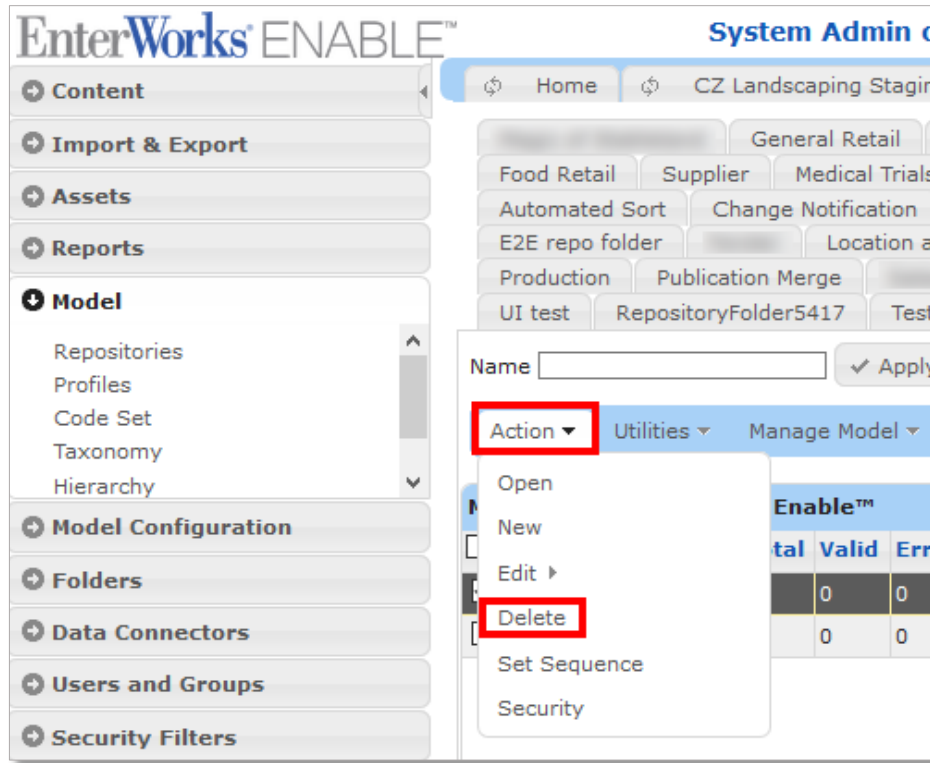 EnterWorks ENABLE™
System Admin
Content
Import & Export
Assets
Reports
Model
Repositories
Profiles
Code Set
Taxonomy
Hierarchy
Model Configuration
Folders
Data Connectors
Users and Groups
Security Filters
Home CZ Landscaping Stagin
General Retail
Food Retail Supplier Medical Trials
Automated Sort Change Notification
E2E repo folder Location a
Production Publication Merge
UI test RepositoryFolder5417 Test
Name Apply
Action Utilities Manage Model
Open
New
Edit
Delete
Set Sequence
Security
Enable™
tal Valid Err
0 0
0 0